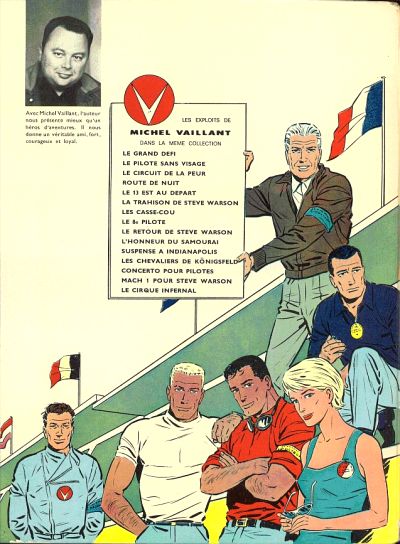 Avec Michel Vaillant, l'auteur
nous présente mieux qu'un
héros d'aventures. Il nous
donne un véritable ami, fort,
courageux et loyal.
LES EXPLOITS DE
MICHEL VAILLANT
DANS LA MEME COLLECTION
LE GRAND DEFI
LE PILOTE SANS VISAGE
LE CIRCUIT DE LA PEUR
ROUTE DE NUIT
LE 13 EST AU DEPART
LA TRAHISON DE STEVE WARSON
LES CASSE-COU
LE 8e PILOTE
LE RETOUR DE STEVE WARSON
L'HONNEUR DU SAMOURAI
SUSPENSE A INDIANAPOLIS
LES CHEVALIERS DE KÖNIGSFELD
CONCERTO POUR PILOTES
MACH 1 POUR STEVE WARSON
LE CIRQUE INFERNAL